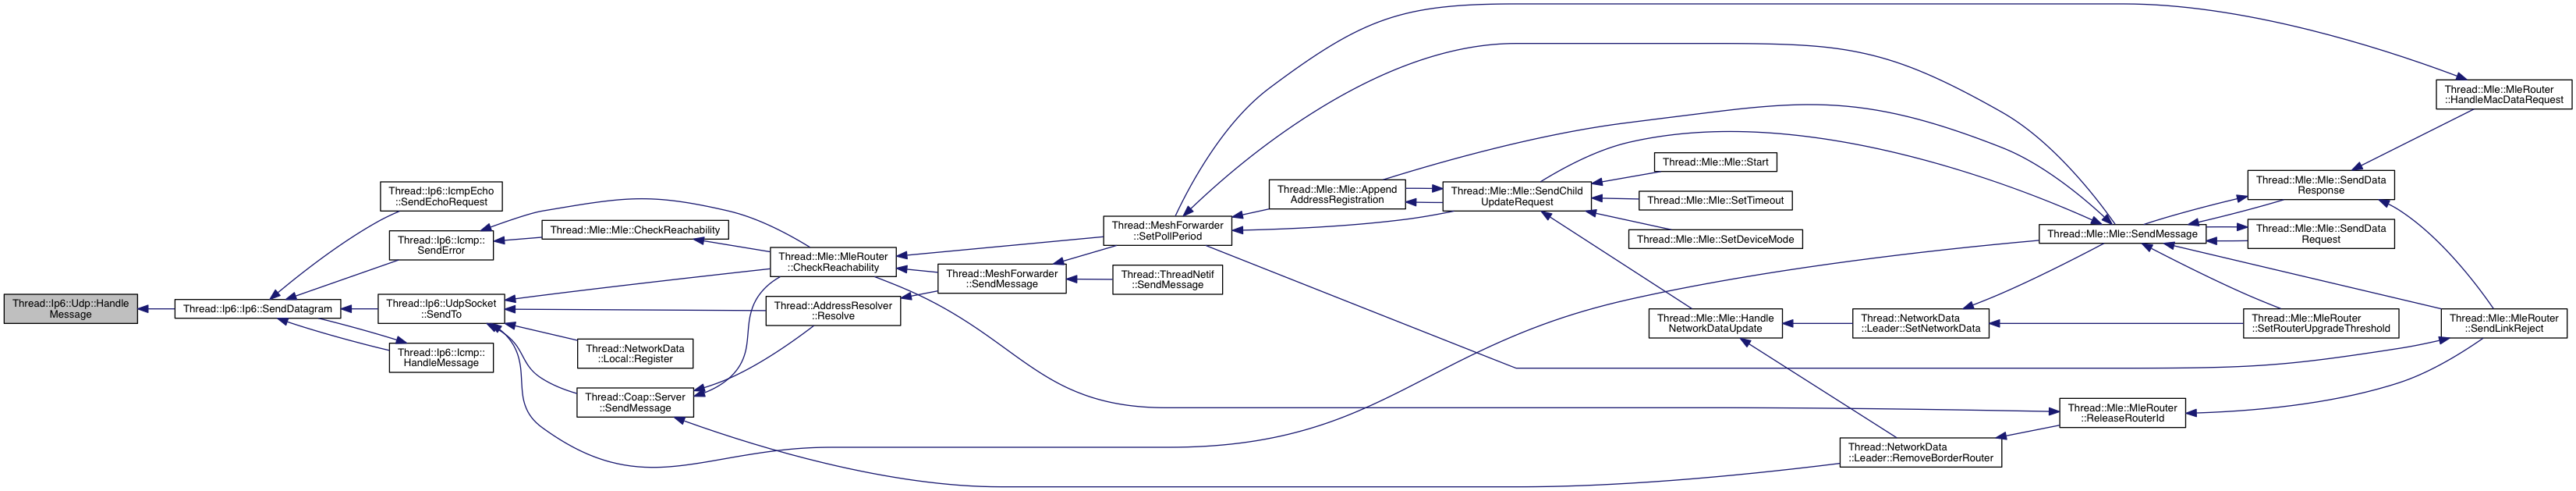 Thread::Ip6::Udp::Handle
Message
Thread::Ip6::Ip6::SendDatagram
Thread::Ip6::IcmpEcho
::SendEchoRequest
Thread::Ip6::Icmp::
SendError
Thread::Ip6::UdpSocket
::SendTo
Thread::Ip6::Icmp::
HandleMessage
Thread::Mle::Mle::CheckReachability
Thread::NetworkData
::Local::Register
Thread::Coap::Server
::SendMessage
Thread::Mle::MleRouter
::CheckReachability
Thread::AddressResolver
::Resolve
Thread::MeshForwarder
::SendMessage
Thread::MeshForwarder
::SetPollPeriod
Thread::ThreadNetif
::SendMessage
Thread::Mle::Mle::Append
AddressRegistration
Thread::Mle::Mle::SendChild
UpdateRequest
Thread::Mle::Mle::Start
Thread::Mle::Mle::SetTimeout
Thread::Mle::Mle::SetDeviceMode
Thread::Mle::Mle::Handle
NetworkDataUpdate
Thread::NetworkData
::Leader::SetNetworkData
Thread::NetworkData
::Leader::RemoveBorderRouter
Thread::Mle::Mle::SendMessage
Thread::Mle::MleRouter
::ReleaseRouterId
Thread::Mle::Mle::SendData
Response
Thread::Mle::Mle::SendData
Request
Thread::Mle::MleRouter
::SetRouterUpgradeThreshold
Thread::Mle::MleRouter
::HandleMacDataRequest
Thread::Mle::MleRouter
::SendLinkReject